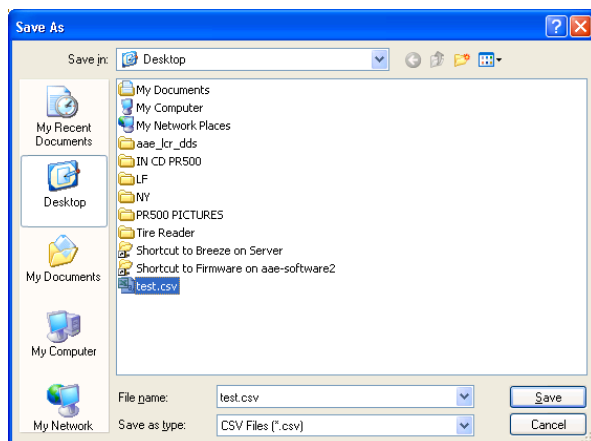 Save As
Save in:
Desktop
My Recent
Documents
Desktop
My Documents
My Computer
My Network
My Documents
My Computer
My Network Places
aae_lcr_dds
IN CD PR500
LF
NY
PR500 PICTURES
Tire Reader
Shortcut to Breeze on Server
Shortcut to Firmware on aae-software2
test.csv
File name:
test.csv
Save
Save as type:
CSV Files (*.csv)
Cancel